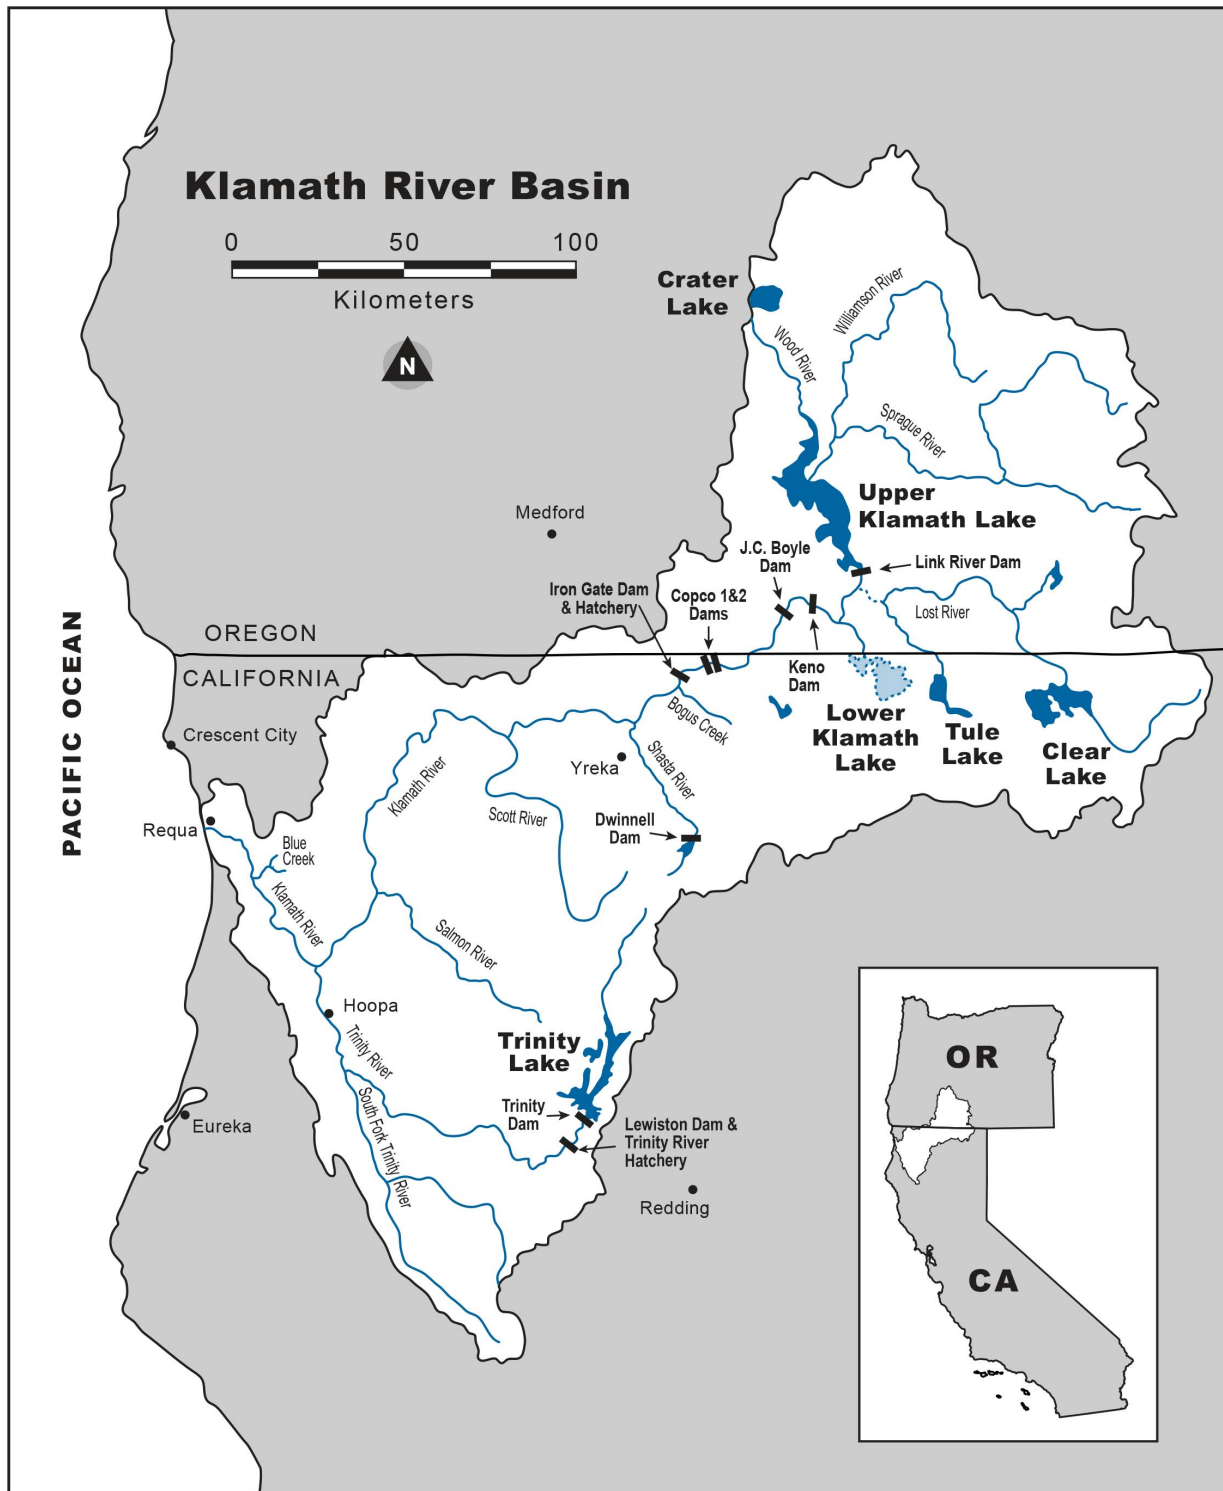 Klamath River Basin
0 50 100
Kilometers
N
Crater
Lake
Williamson River
Wood River
Sprague River
Upper
Klamath Lake
Medford
J.C. Boyle
Dam
Link River Dam
Iron Gate Dam
& Hatchery
Copco 1&2
Dams
Lost River
OREGON
CALIFORNIA
PACIFIC OCEAN
Keno
Dam
Bogus Creek
Lower
Klamath
Lake
Tule
Lake
Clear
Lake
Crescent City
Klamath River
Yreka
Shasta River
Scott River
Dwinnell
Dam
Requa
Blue
Creek
Klamath River
Salmon River
Hoopa
Trinity River
Trinity
Lake
South Fork Trinity River
Trinity
Dam
Lewiston Dam &
Trinity River
Hatchery
Eureka
Redding
OR
CA